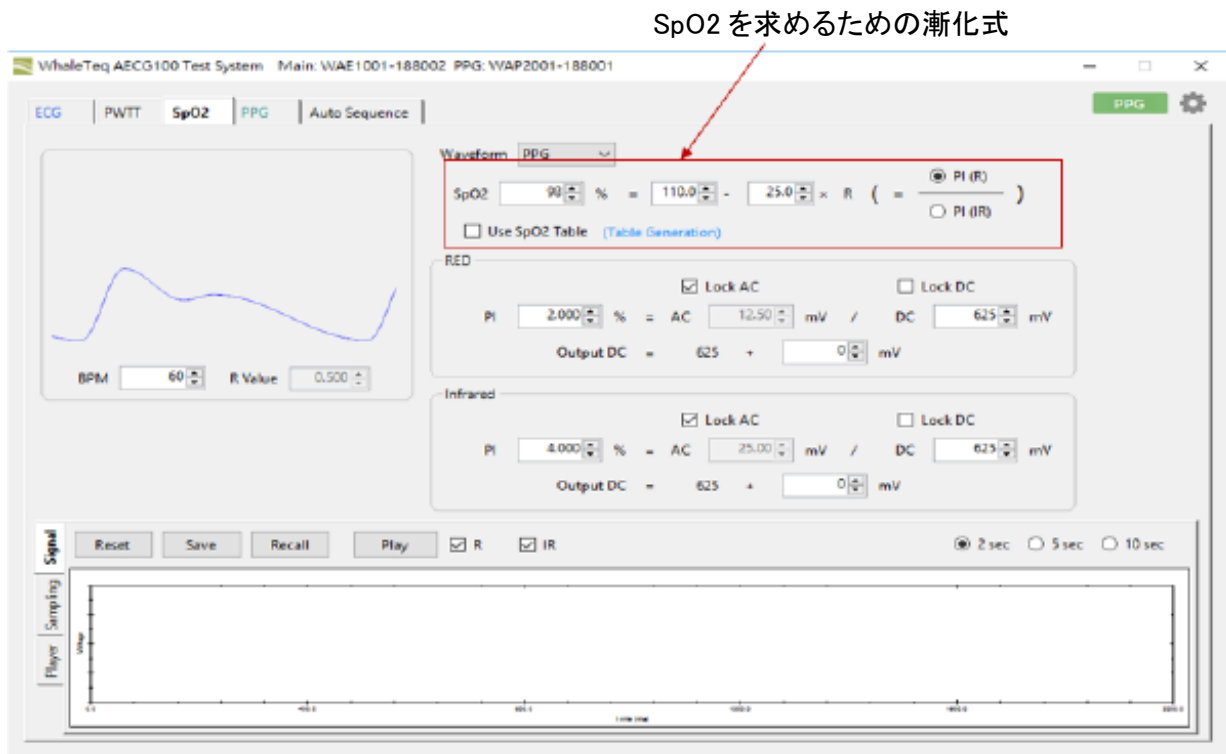 SpO2 を求めるための漸化式
WhaleTeq AECG100 Test System Main: WAE1001-188002 PPG: WAP2001-188001
ECG PWTT SpO2 PPG Auto Sequence PPG
Waveform PPG
SpO2 98 % = 110.0 - 25.0 × R ( = PI (R) )
PI (IR)
Use SpO2 Table (Table Generation)
RED
Lock AC Lock DC
PI 2.000 % = AC 12.50 mV / DC 625 mV
Output DC = 625 + 0 mV
BPM 60 R Value 0.500
Infrared
Lock AC Lock DC
PI 4.000 % = AC 25.00 mV / DC 625 mV
Output DC = 625 + 0 mV
Signal
Sampling
Player
Reset Save Recall Play R IR 2 sec 5 sec 10 sec